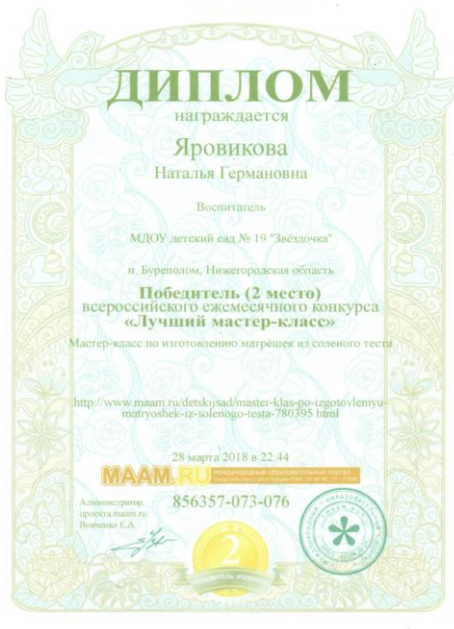 ДИПЛОМ
награждается
Яровикова
Наталья Германовна
Воспитатель
МДОУ детский сад № 19 "Звёздочка"
п. Буреполом, Нижегородская область
Победитель (2 место)
всероссийского ежемесячного конкурса
«Лучший мастер-класс»
Мастер-класс по изготовлению матрёшек из соленого теста
http://www.maam.ru/detskijsad/master-klas-po-izgotovleniyu-
matryoshek-iz-solenogo-testa-780395.html
28 марта 2018 в 22:44
MAAM.RU
МЕЖДУНАРОДНЫЙ ОБРАЗОВАТЕЛЬНЫЙ ПОРТАЛ
Администратор
проекта maam.ru
856357-073-076
2